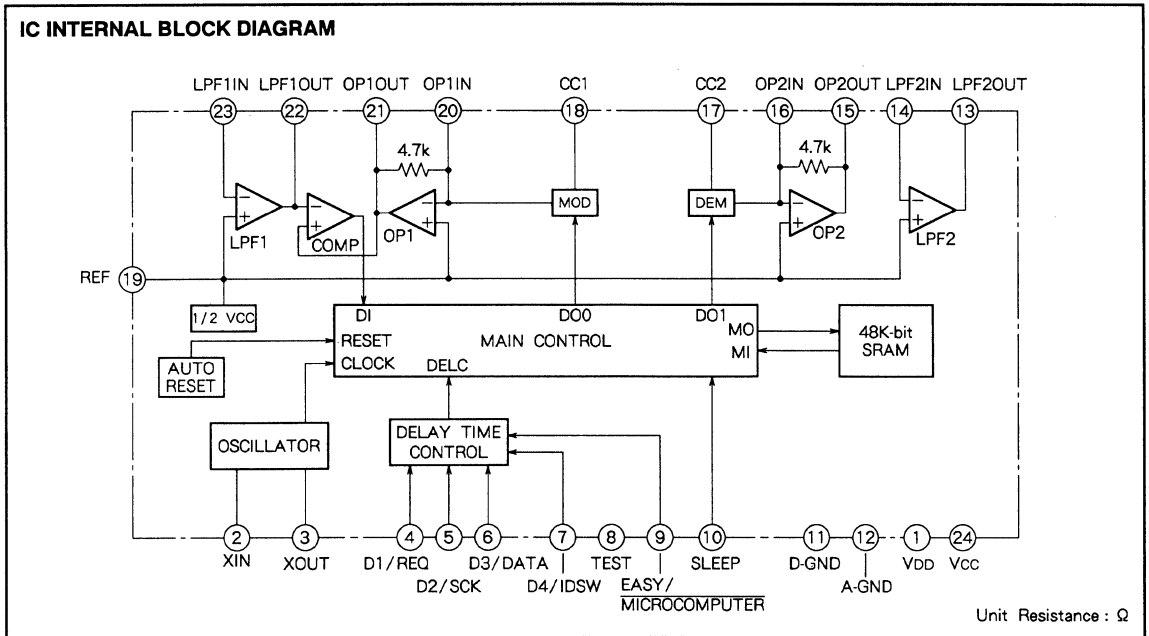 IC INTERNAL BLOCK DIAGRAM
LPF1IN LPF1OUT OP1OUT OP1IN CC1 CC2 OP2IN OP2OUT LPF2IN LPF2OUT
23 22 21 20 18 17 16 15 14 13
4.7k 4.7k
− + LPF1
− + COMP
− + OP1
MOD
DEM
− + OP2
− + LPF2
REF 19
1/2 VCC
DI DO0 DO1
RESET MAIN CONTROL MO
CLOCK DELC MI
48K-bit
SRAM
AUTO
RESET
OSCILLATOR
DELAY TIME
CONTROL
2 3 4 5 6 7 8 9 10 11 12 1 24
XIN XOUT D1/REQ D3/DATA TEST SLEEP D-GND VDD VCC
D2/SCK D4/IDSW EASY/ A-GND
MICROCOMPUTER
Unit Resistance : Ω